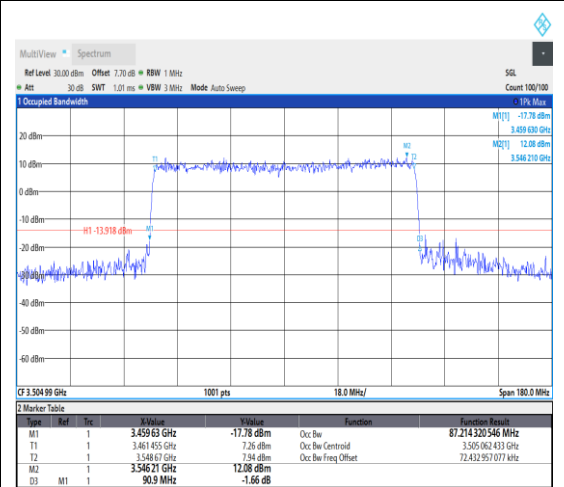 MultiView Spectrum
Ref Level 30.00 dBm Offset 7.70 dB RBW 1 MHz SGL
Att 30 dB SWT 1.01 ms VBW 3 MHz Mode Auto Sweep Count 100/100
1 Occupied Bandwidth 1Pk Max
M1[1] -17.78 dBm
3.459 630 GHz
M2[1] 12.08 dBm
3.546 210 GHz
20 dBm
M2
T1 T2
10 dBm
0 dBm
-10 dBm
H1 -13.918 dBm M1
D3
-20 dBm
-30 dBm
-40 dBm
-50 dBm
-60 dBm
CF 3.504 99 GHz 1001 pts 18.0 MHz/ Span 180.0 MHz
2 Marker Table
Type Ref Trc X-Value Y-Value Function Function Result
M1 1 3.459 63 GHz -17.78 dBm Occ Bw 87.214 320 546 MHz
T1 1 3.461 455 GHz 7.26 dBm Occ Bw Centroid 3.505 062 433 GHz
T2 1 3.548 67 GHz 7.94 dBm Occ Bw Freq Offset 72.432 957 077 kHz
M2 1 3.546 21 GHz 12.08 dBm
D3 M1 1 90.9 MHz -1.66 dB